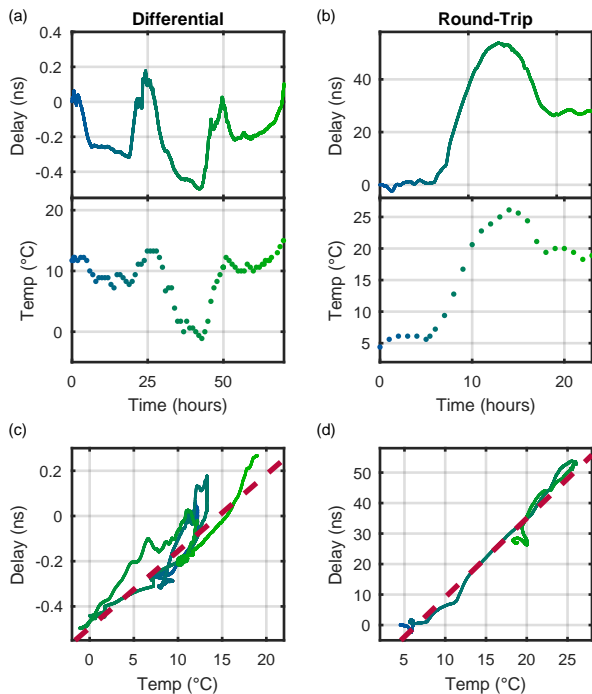 (a) Differential
Delay (ns)
0.4
0.2
0
-0.2
-0.4
Temp (°C)
20
10
0
0 25 50
Time (hours)
(b) Round-Trip
Delay (ns)
40
20
0
Temp (°C)
25
20
15
10
5
0 10 20
Time (hours)
(c)
Delay (ns)
0.2
0
-0.2
-0.4
0 5 10 15 20
Temp (°C)
(d)
Delay (ns)
50
40
30
20
10
0
5 10 15 20 25
Temp (°C)